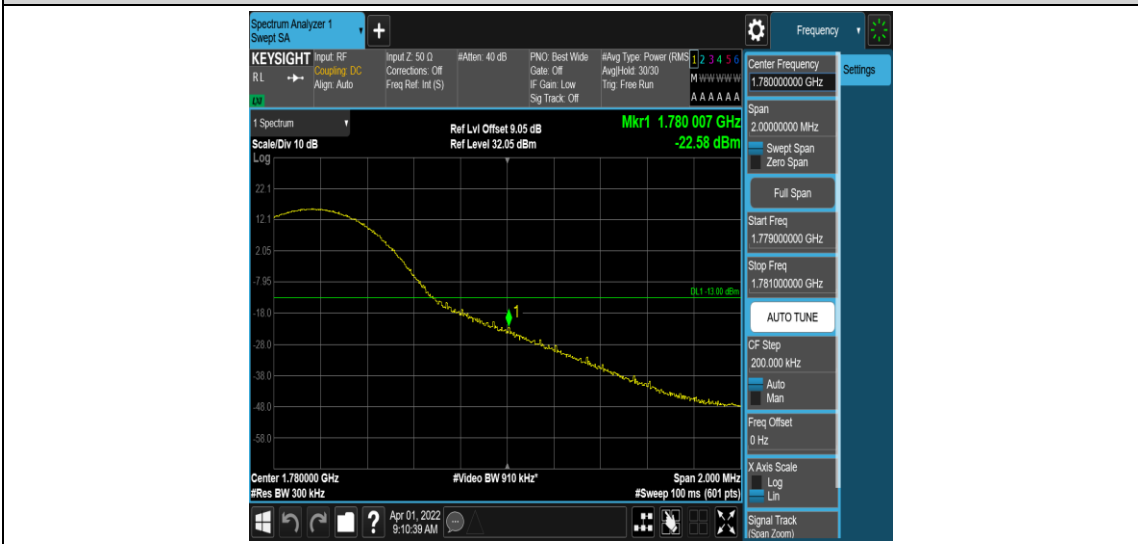 Spectrum Analyzer 1
Swept SA
+
Frequency
KEYSIGHT
RL
LXI
Input: RF
Coupling: DC
Align: Auto
Input Z: 50 Ω
Corrections: Off
Freq Ref: Int (S)
#Atten: 40 dB
PNO: Best Wide
Gate: Off
IF Gain: Low
Sig Track: Off
#Avg Type: Power (RMS
Avg|Hold: 30/30
Trig: Free Run
1 2 3 4 5 6
M W W W W W
A A A A A A
Center Frequency
1.780000000 GHz
Settings
Span
2.00000000 MHz
Swept Span
Zero Span
Full Span
Start Freq
1.779000000 GHz
Stop Freq
1.781000000 GHz
AUTO TUNE
CF Step
200.000 kHz
Auto
Man
Freq Offset
0 Hz
X Axis Scale
Log
Lin
Signal Track
(Span Zoom)
1 Spectrum
Scale/Div 10 dB
Log
Ref Lvl Offset 9.05 dB
Ref Level 32.05 dBm
Mkr1 1.780 007 GHz
-22.58 dBm
22.1
12.1
2.05
-7.95
DL1 -13.00 dBm
-18.0
1
-28.0
-38.0
-48.0
-58.0
Center 1.780000 GHz
#Res BW 300 kHz
#Video BW 910 kHz*
Span 2.000 MHz
#Sweep 100 ms (601 pts)
?
Apr 01, 2022
9:10:39 AM